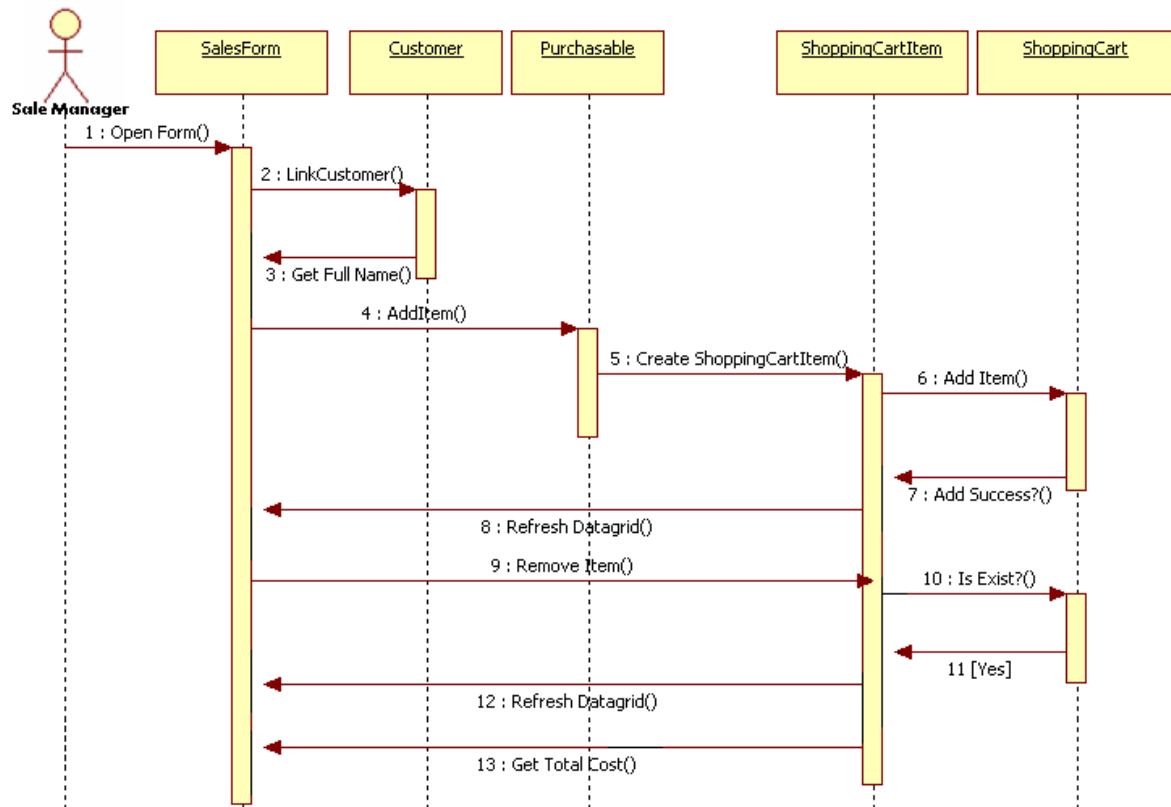 SalesForm
Customer
Purchasable
ShoppingCartItem
ShoppingCart
Sale Manager
1 : Open Form()
2 : LinkCustomer()
3 : Get Full Name()
4 : AddItem()
5 : Create ShoppingCartItem()
6 : Add Item()
7 : Add Success?()
8 : Refresh Datagrid()
9 : Remove Item()
10 : Is Exist?()
11 [Yes]
12 : Refresh Datagrid()
13 : Get Total Cost()